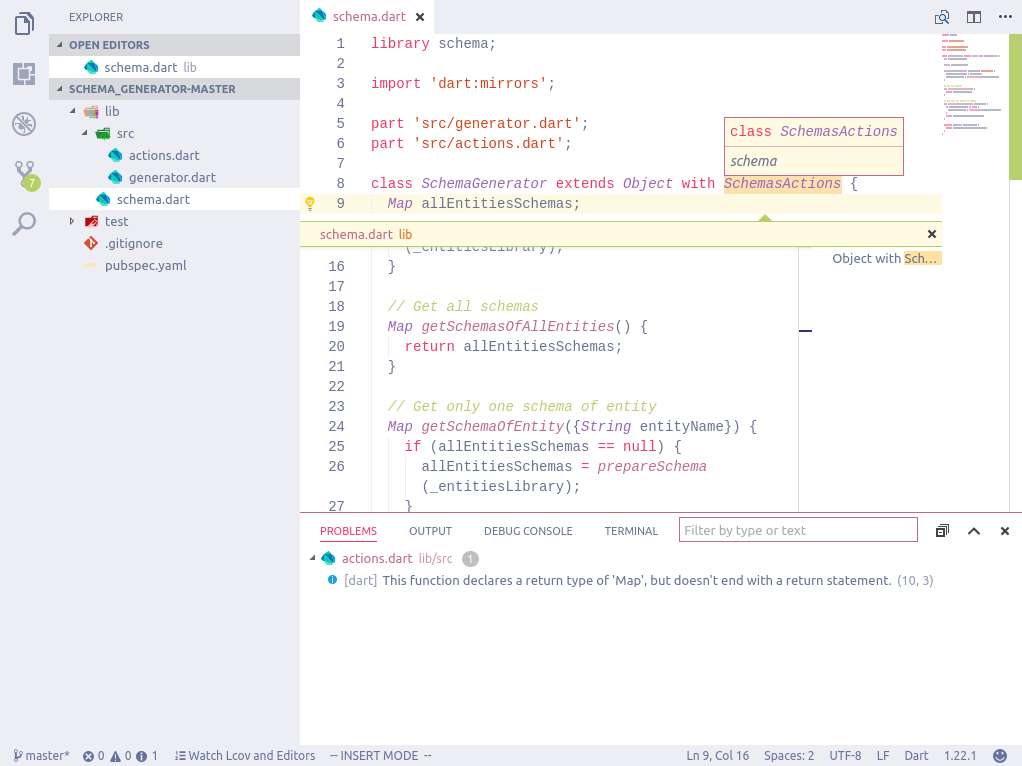 EXPLORER
OPEN EDITORS
schema.dart lib
SCHEMA_GENERATOR-MASTER
lib
src
actions.dart
generator.dart
7
schema.dart
test
.gitignore
pubspec.yaml
schema.dart
1 library schema;
2
3 import 'dart:mirrors';
4
5 part 'src/generator.dart';
6 part 'src/actions.dart';
7
8 class SchemaGenerator extends Object with SchemasActions {
9 Map allEntitiesSchemas;
class SchemasActions
schema
schema.dart lib
(_entitiesLibrary);
16 }
17
18 // Get all schemas
19 Map getSchemasOfAllEntities() {
20 return allEntitiesSchemas;
21 }
22
23 // Get only one schema of entity
24 Map getSchemaOfEntity({String entityName}) {
25 if (allEntitiesSchemas == null) {
26 allEntitiesSchemas = prepareSchema
(_entitiesLibrary);
27 }
Object with Sch…
PROBLEMS OUTPUT DEBUG CONSOLE TERMINAL Filter by type or text
actions.dart lib/src 1
[dart] This function declares a return type of 'Map', but doesn't end with a return statement. (10, 3)
master* 0 0 1 Watch Lcov and Editors -- INSERT MODE -- Ln 9, Col 16 Spaces: 2 UTF-8 LF Dart 1.22.1